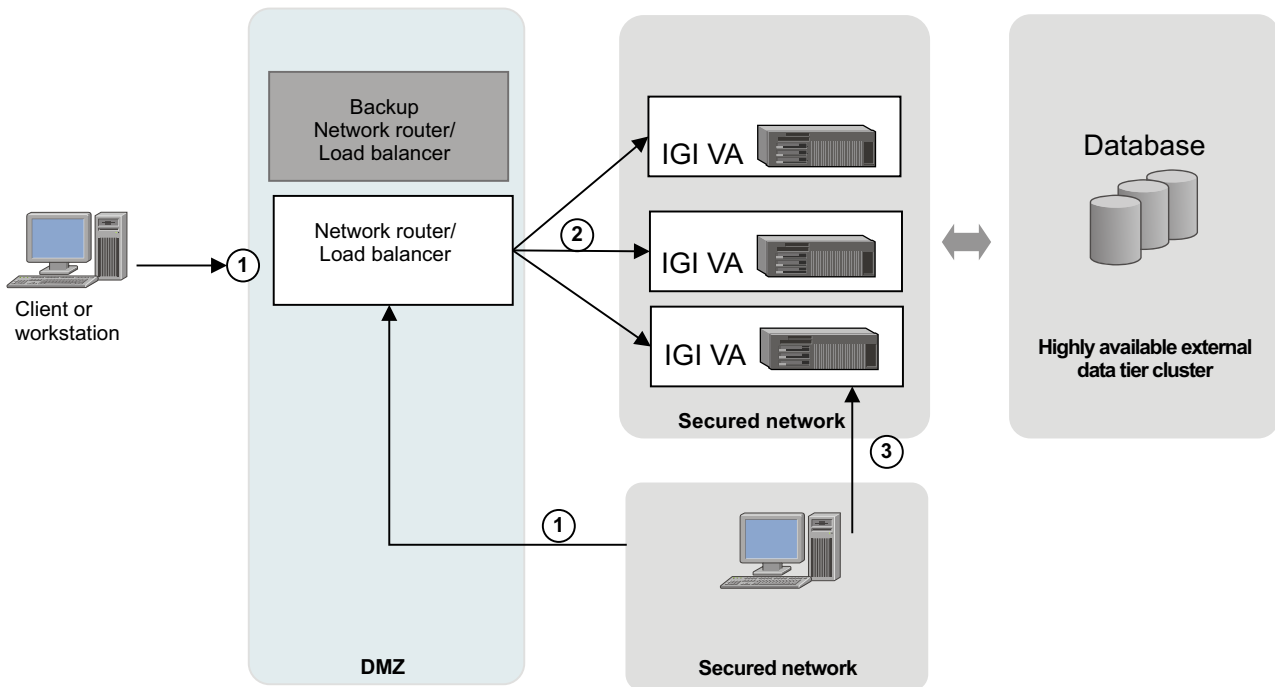 Backup
Network router/
Load balancer
Network router/
Load balancer
1
Client or
workstation
2
IGI VA
IGI VA
IGI VA
Secured network
3
Database
Highly available external
data tier cluster
1
DMZ
Secured network